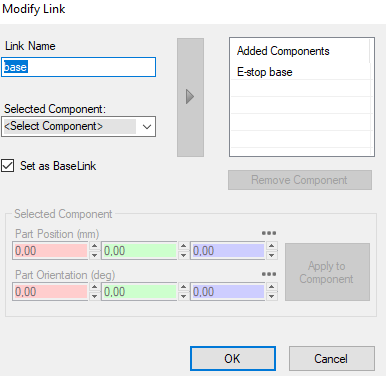 Modify Link
Link Name
base
Selected Component:
<Select Component>
Set as BaseLink
Added Components
E-stop base
Remove Component
Selected Component
Part Position (mm)
0,00 0,00 0,00
Part Orientation (deg)
0,00 0,00 0,00
Apply to
Component
OK Cancel